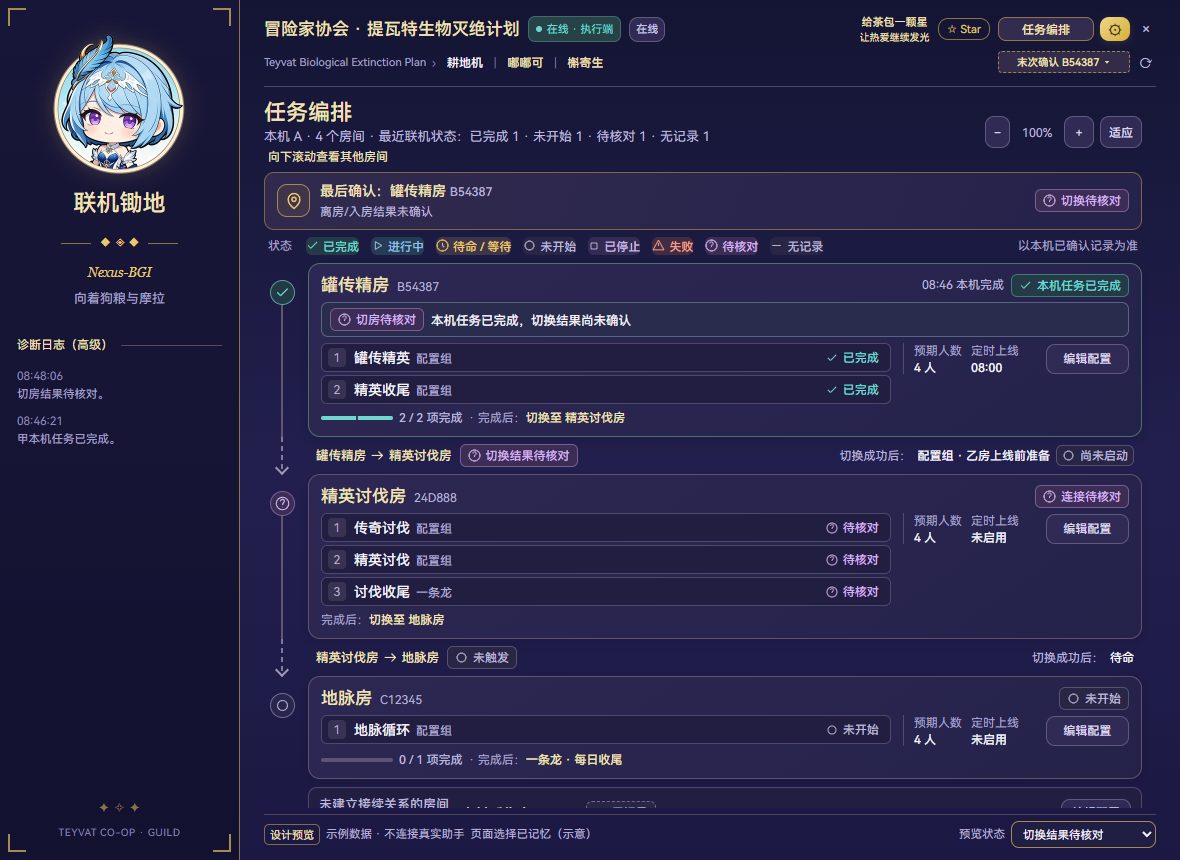 联机锄地
Nexus-BGI
向着狗粮与摩拉
诊断日志（高级）
08:48:06
切房结果待核对。
08:46:21
甲本机任务已完成。
TEYVAT CO-OP · GUILD
冒险家协会 · 提瓦特生物灭绝计划 在线 · 执行端 在线
给茶包一颗星
让热爱继续发光
☆ Star 任务编排 ×
Teyvat Biological Extinction Plan › 耕地机 | 嘟嘟可 | 槲寄生 末次确认 B54387
任务编排
本机 A · 4 个房间 · 最近联机状态：已完成 1 · 未开始 1 · 待核对 1 · 无记录 1
向下滚动查看其他房间
− 100% + 适应
最后确认：罐传精房 B54387
离房/入房结果未确认
切换待核对
状态 已完成 进行中 待命 / 等待 未开始 已停止 失败 待核对 无记录 以本机已确认记录为准
罐传精房 B54387 08:46 本机完成 本机任务已完成
切房待核对 本机任务已完成，切换结果尚未确认
1 罐传精英 配置组 已完成
2 精英收尾 配置组 已完成
预期人数 定时上线
4 人 08:00
编辑配置
2 / 2 项完成 · 完成后： 切换至 精英讨伐房
罐传精房 → 精英讨伐房 切换结果待核对 切换成功后： 配置组 · 乙房上线前准备 尚未启动
精英讨伐房 24D888 连接待核对
1 传奇讨伐 配置组 待核对
2 精英讨伐 配置组 待核对
3 讨伐收尾 一条龙 待核对
预期人数 定时上线
4 人 未启用
编辑配置
完成后： 切换至 地脉房
精英讨伐房 → 地脉房 未触发 切换成功后： 待命
地脉房 C12345 未开始
1 地脉循环 配置组 未开始
预期人数 定时上线
4 人 未启用
编辑配置
0 / 1 项完成 · 完成后： 一条龙 · 每日收尾
未建立接续关系的房间
设计预览 示例数据 · 不连接真实助手 页面选择已记忆（示意） 预览状态 切换结果待核对